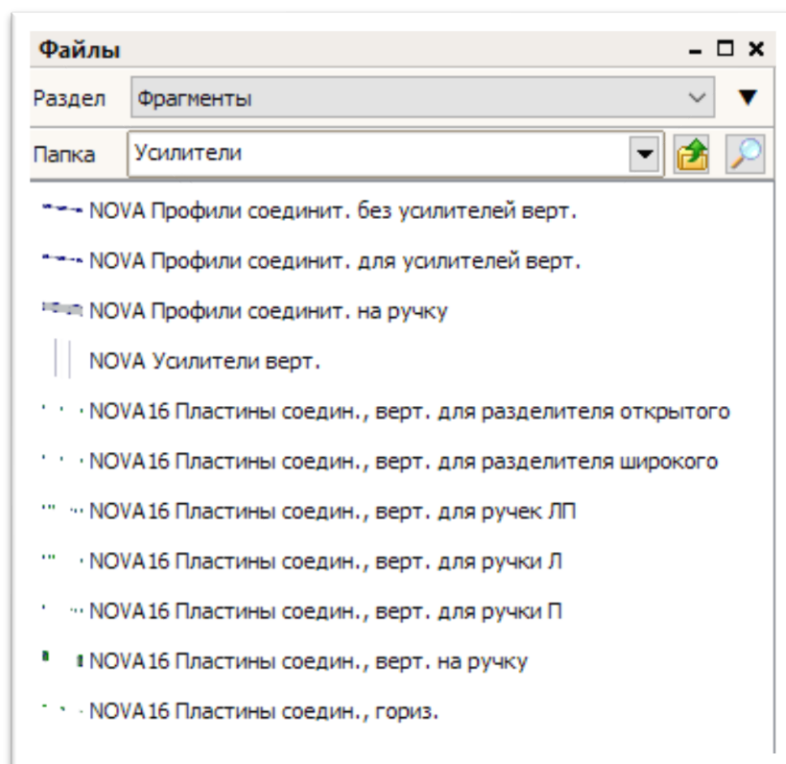 Файлы
Раздел Фрагменты
Папка Усилители
NOVA Профили соединит. без усилителей верт.
NOVA Профили соединит. для усилителей верт.
NOVA Профили соединит. на ручку
NOVA Усилители верт.
NOVA16 Пластины соедин., верт. для разделителя открытого
NOVA16 Пластины соедин., верт. для разделителя широкого
NOVA16 Пластины соедин., верт. для ручек ЛП
NOVA16 Пластины соедин., верт. для ручки Л
NOVA16 Пластины соедин., верт. для ручки П
NOVA16 Пластины соедин., верт. на ручку
NOVA16 Пластины соедин., гориз.